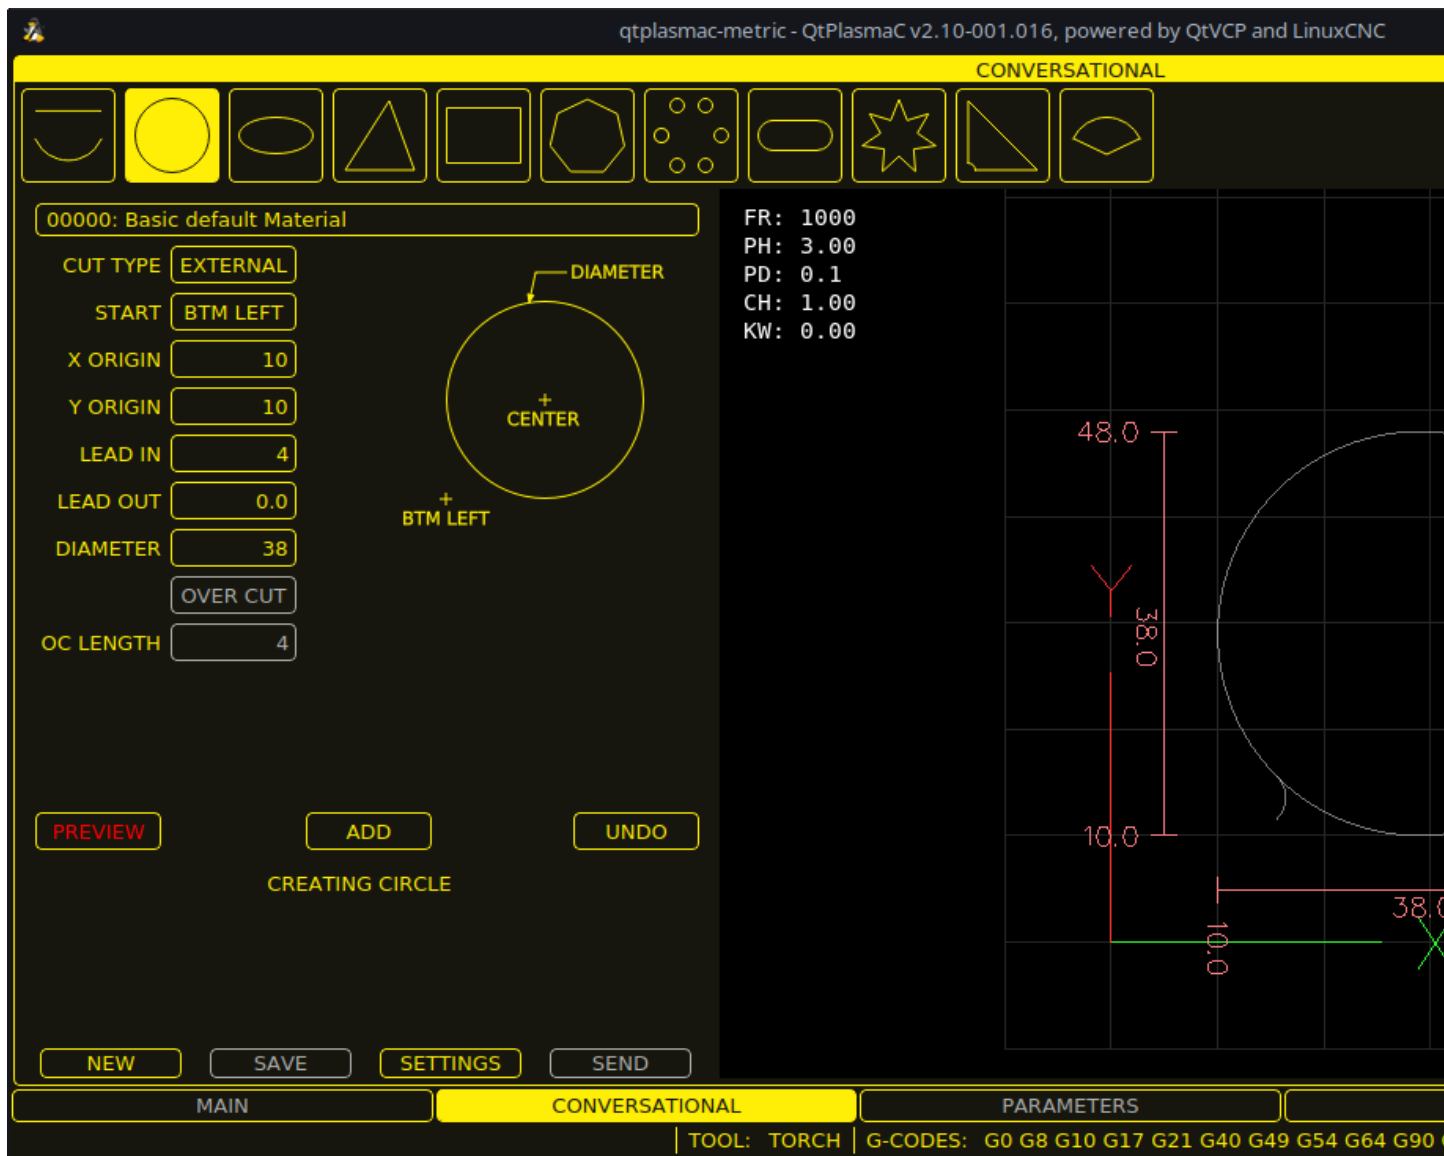 qtplasmac-metric - QtPlasmaC v2.10-001.016, powered by QtVCP and LinuxCNC
CONVERSATIONAL
00000: Basic default Material
CUT TYPE EXTERNAL
START BTM LEFT
X ORIGIN 10
Y ORIGIN 10
LEAD IN 4
LEAD OUT 0.0
DIAMETER 38
OVER CUT
OC LENGTH 4
DIAMETER
CENTER
BTM LEFT
PREVIEW ADD UNDO
CREATING CIRCLE
NEW SAVE SETTINGS SEND
FR: 1000
PH: 3.00
PD: 0.1
CH: 1.00
KW: 0.00
48.0
Y
38.0
10.0
38.0
10.0
X
MAIN CONVERSATIONAL PARAMETERS
TOOL: TORCH G-CODES: G0 G8 G10 G17 G21 G40 G49 G54 G64 G90